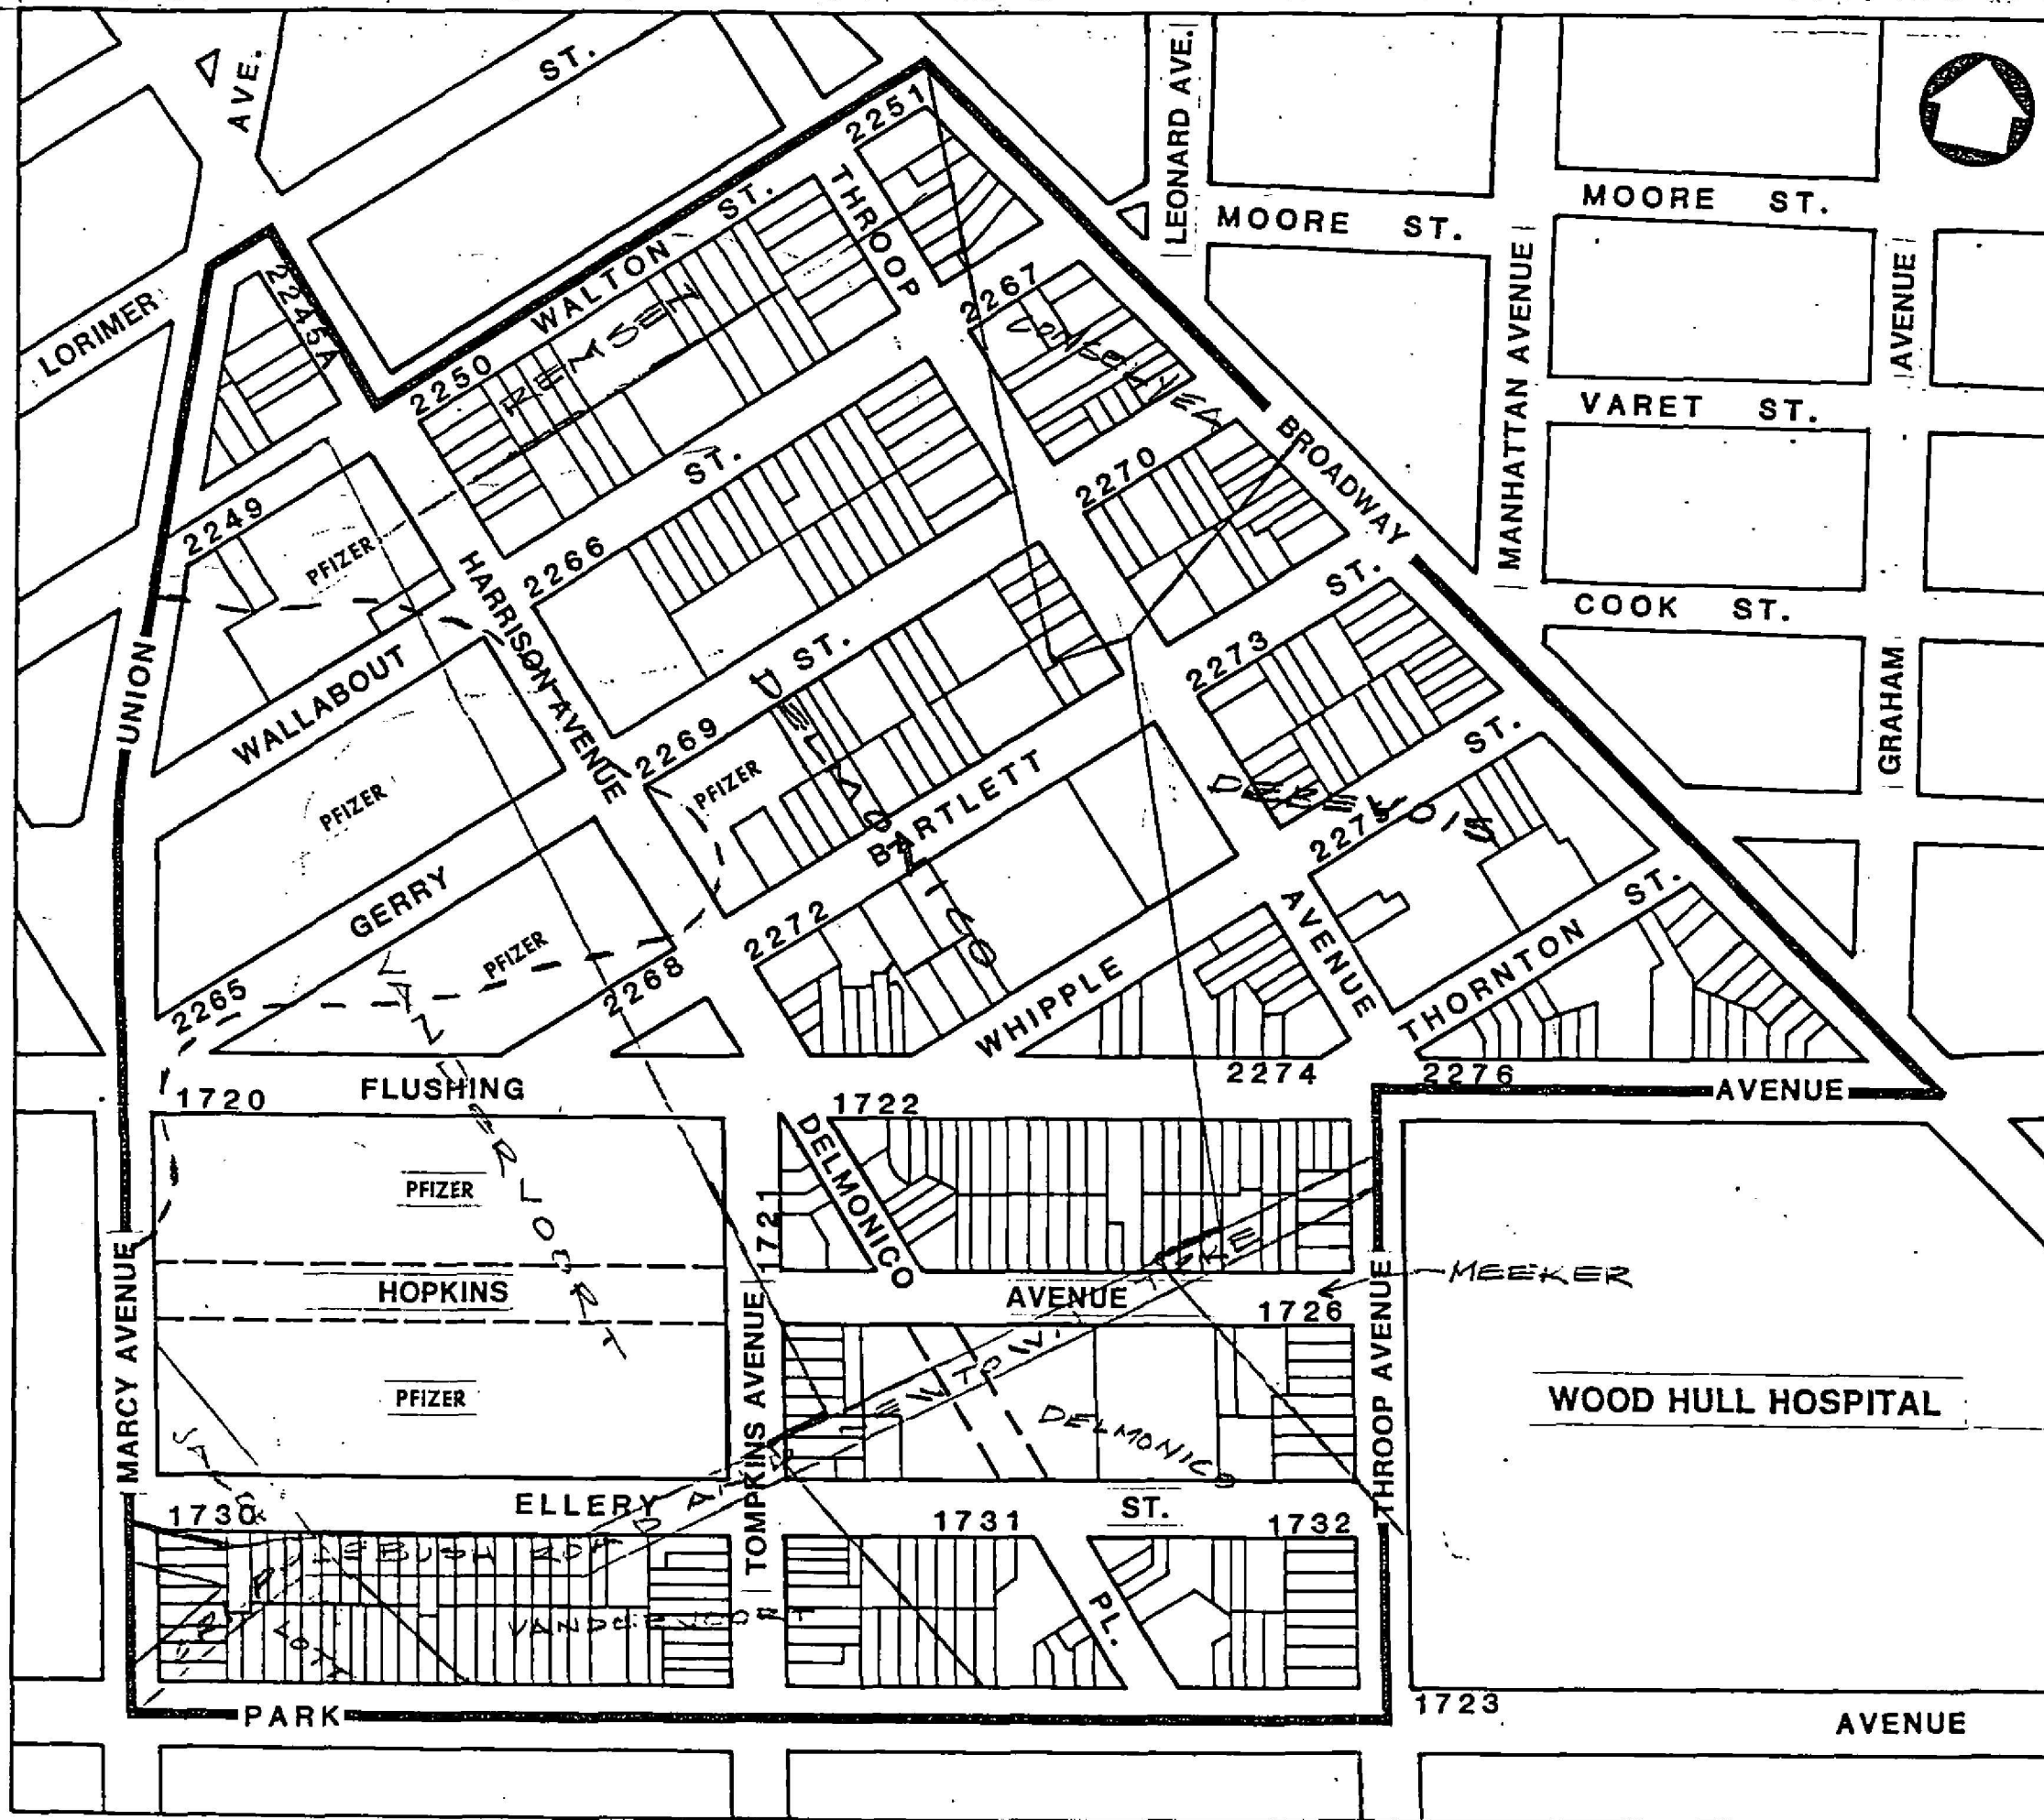 ST.
AVE.
LEONARD AVE.
2251
MOORE ST.
MOORE ST.
THROOP
WALTON ST.
2245A
LORIMER
2267
REMSEN
MANHATTAN AVENUE
AVENUE
2250
VARET ST.
BROADWAY
ST.
2270
2249
PFIZER
HARRISON AVENUE
2266
ST.
COOK ST.
ST.
2273
UNION
WALLABOUT
GRAHAM
2269
PFIZER
DELMONICO
ST.
PFIZER
BARTLETT
GERRY
2272
AVENUE
ST.
PFIZER
THORNTON
2268
2265
WHIPPLE
FLUSHING
2274
2276
AVENUE
1720
1722
DELMONICO
PFIZER
1721
MEEKER
HOPKINS
AVENUE
1726
MARCY AVENUE
TOMPKINS AVENUE
THROOP AVENUE
PFIZER
DELMONICO
WOOD HULL HOSPITAL
ELLERY
ST.
1730
1731
1732
VANDERVOORT
PL.
PARK
1723
AVENUE